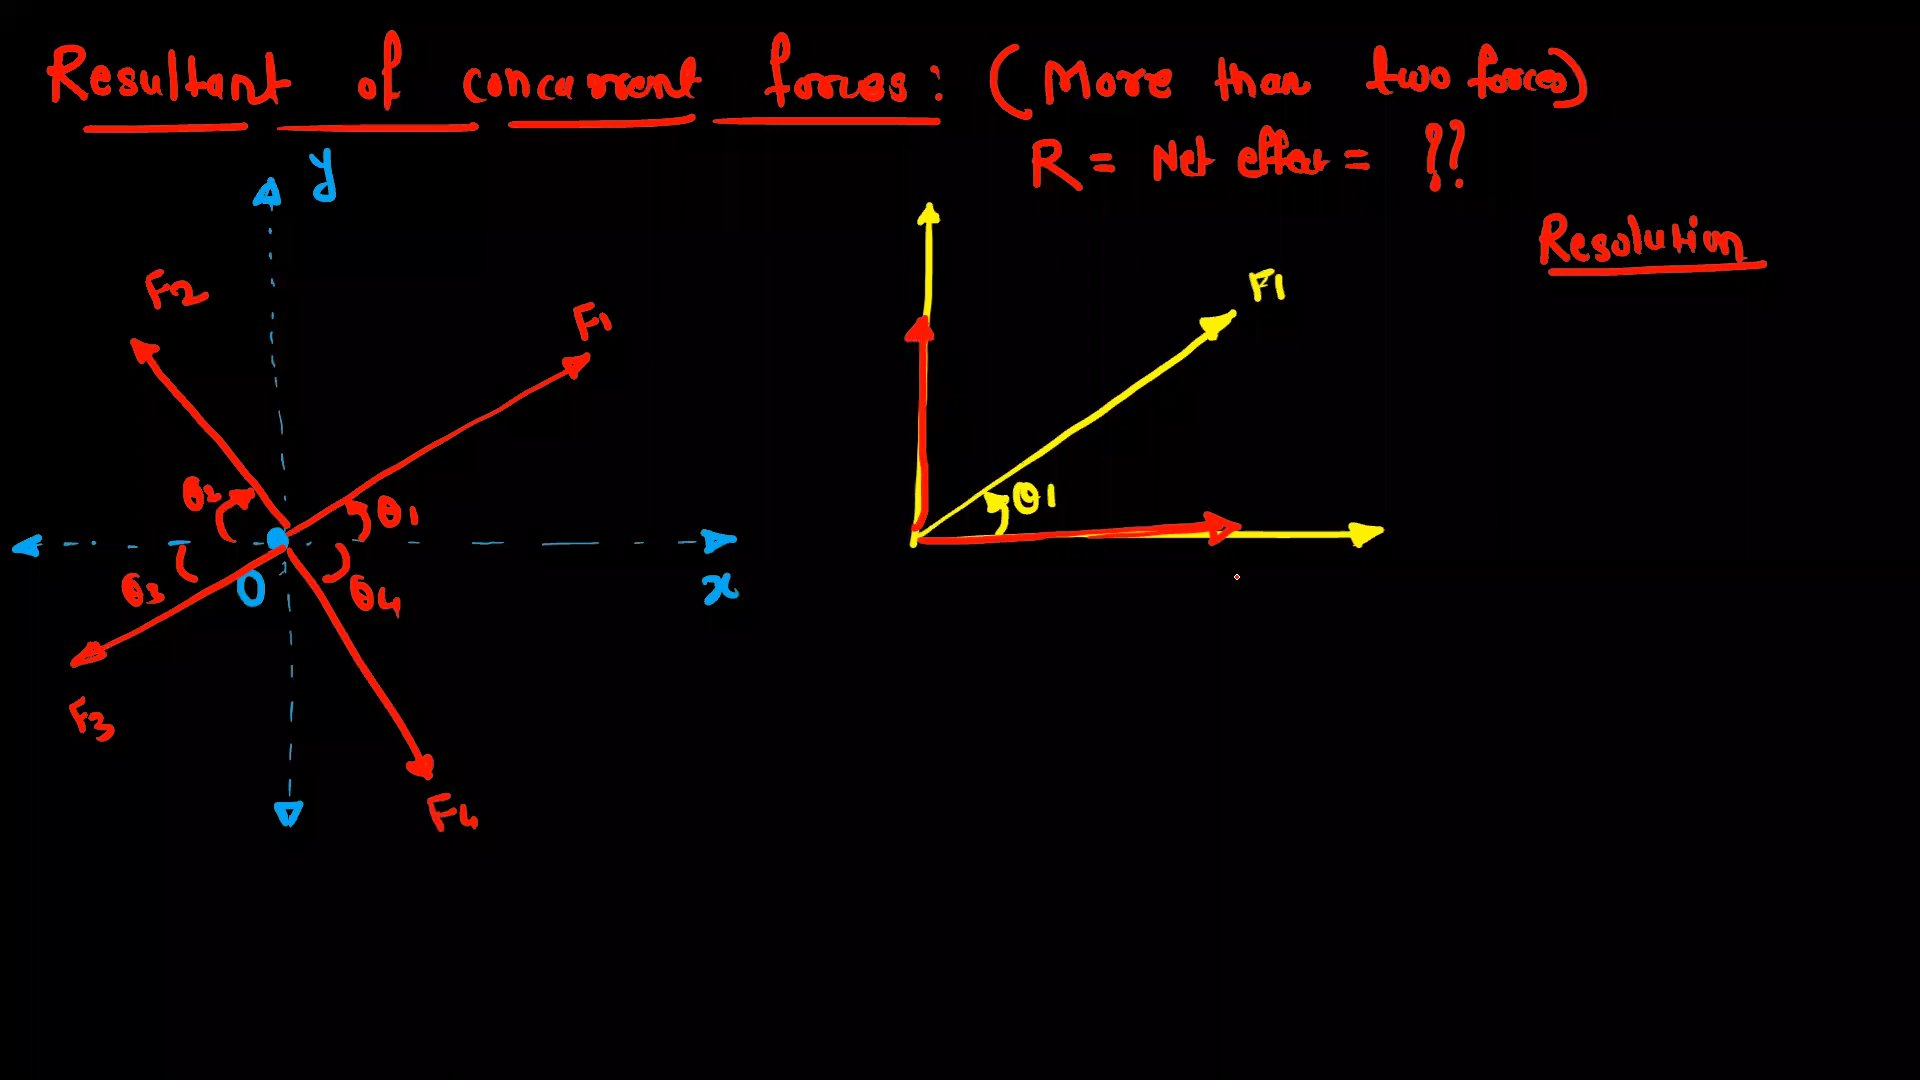 Resultant of concurrent forces: (More than two forces)
R = Net effect = ??
y
Resolution
F2
F1
F1
θ2
θ1
θ1
θ3
O
θ4
x
F3
F4